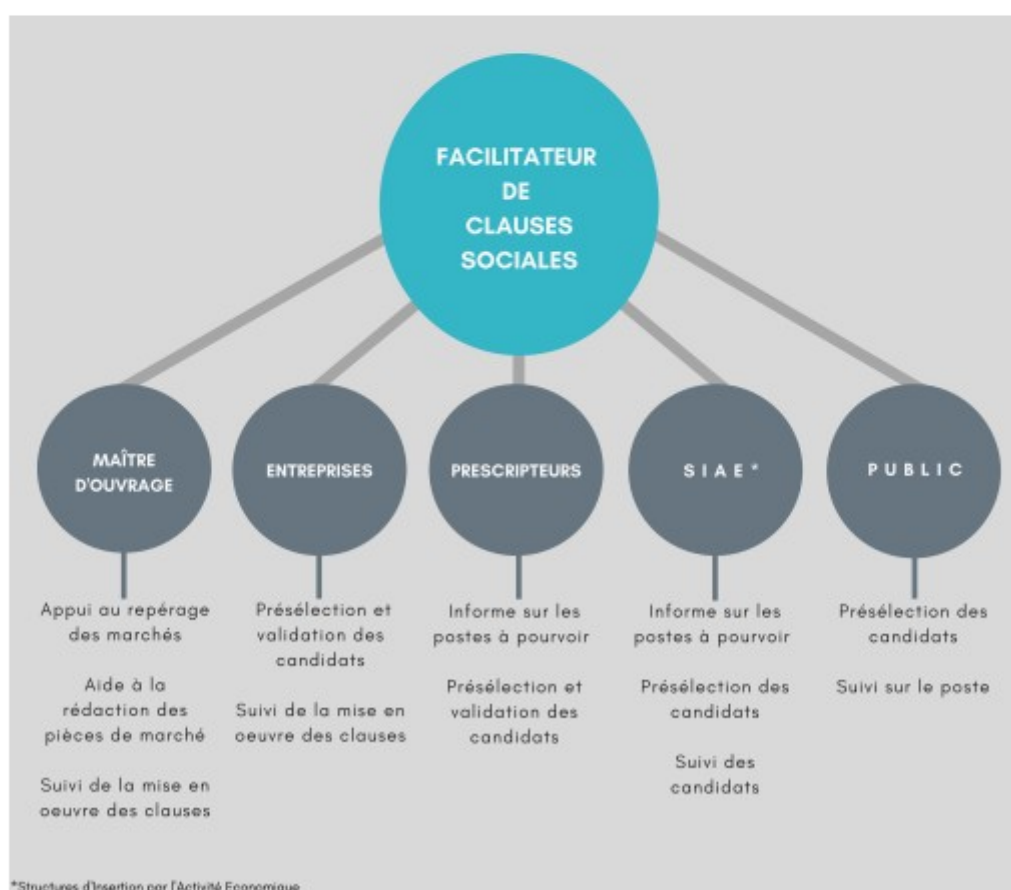 FACILITATEUR
DE
CLAUSES
SOCIALES
MAÎTRE
D'OUVRAGE
Appui au repérage
des marchés
Aide à la
rédaction des
pièces de marché
Suivi de la mise en
oeuvre des clauses
ENTREPRISES
Présélection et
validation des
candidats
Suivi de la mise en
oeuvre des clauses
PRESCRIPTEURS
Informe sur les
postes à pourvoir
Présélection et
validation des
candidats
SIAE*
Informe sur les
postes à pourvoir
Présélection des
candidats
Suivi des
candidats
PUBLIC
Présélection des
candidats
Suivi sur le poste
*Structures d'Insertion par l'Activité Economique